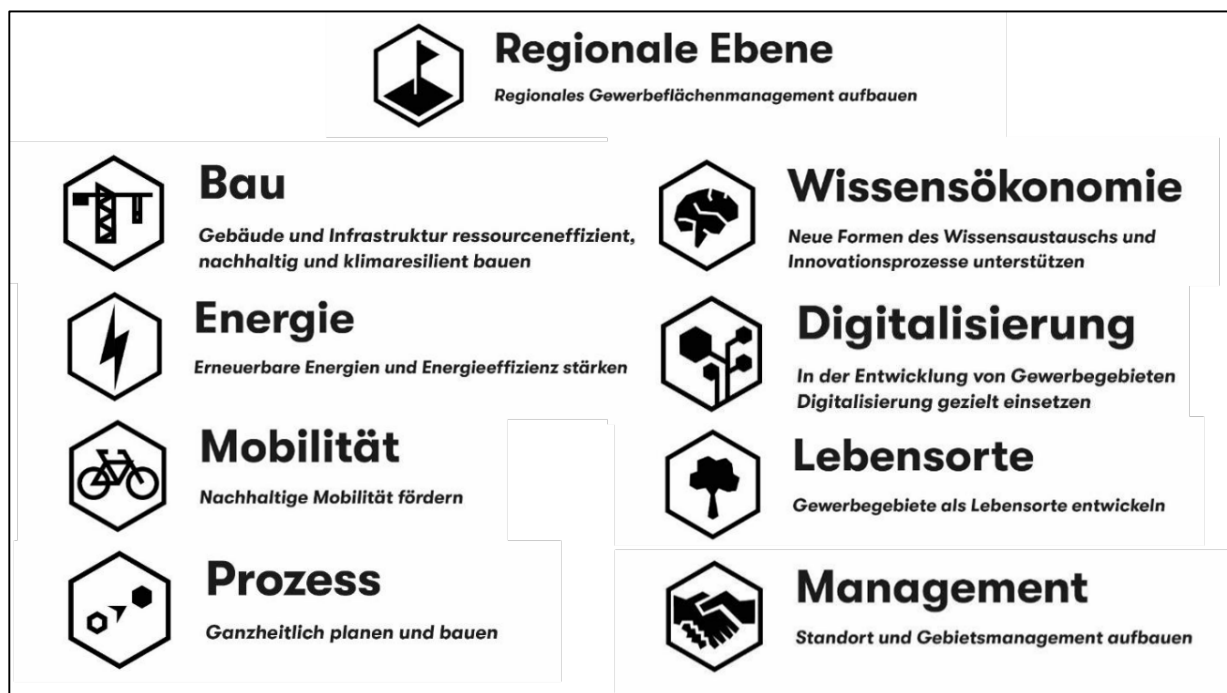 Regionale Ebene
Regionales Gewerbeflächenmanagement aufbauen
Bau
Gebäude und Infrastruktur ressourceneffizient,
nachhaltig und klimaresilient bauen
Wissensökonomie
Neue Formen des Wissensaustauschs und
Innovationsprozesse unterstützen
Energie
Erneuerbare Energien und Energieeffizienz stärken
Digitalisierung
In der Entwicklung von Gewerbegebieten
Digitalisierung gezielt einsetzen
Mobilität
Nachhaltige Mobilität fördern
Lebensorte
Gewerbegebiete als Lebensorte entwickeln
Prozess
Ganzheitlich planen und bauen
Management
Standort und Gebietsmanagement aufbauen